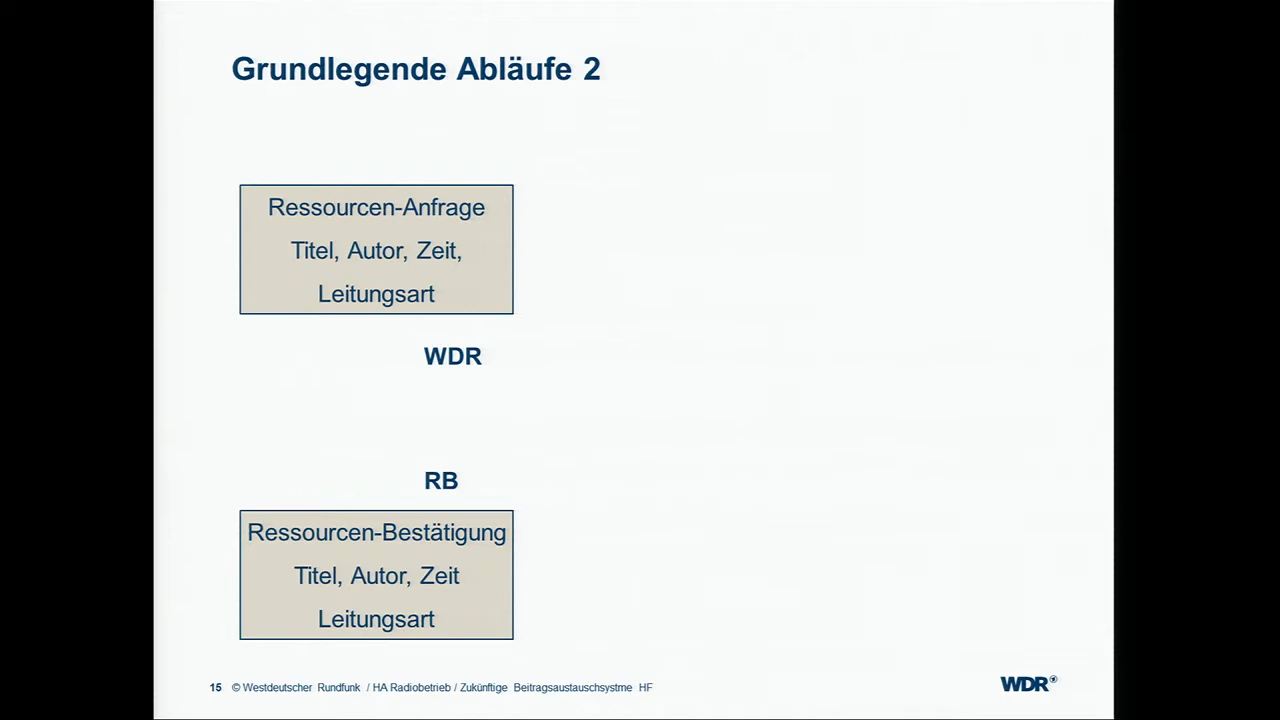 Grundlegende Abläufe 2
Ressourcen-Anfrage
Titel, Autor, Zeit,
Leitungsart
WDR
RB
Ressourcen-Bestätigung
Titel, Autor, Zeit
Leitungsart
15 © Westdeutscher Rundfunk / HA Radiobetrieb / Zukünftige Beitragsaustauschsystme HF
WDR